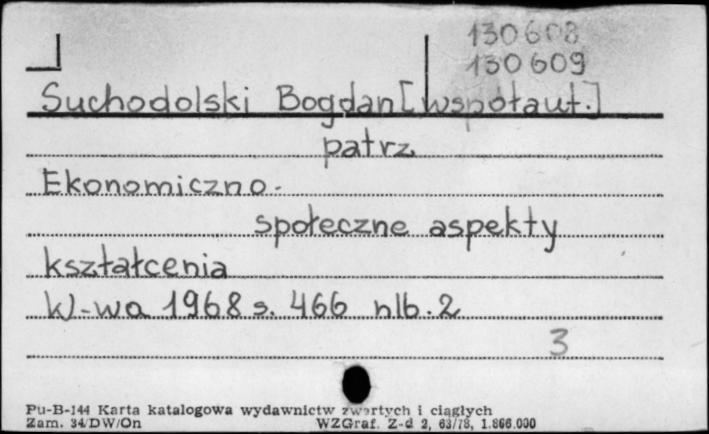 130608
130609
Suchodolski Bogdan [współaut.]
patrz
Ekonomiczno-
społeczne aspekty
kształcenia
W-wa 1968 s. 466 nlb. 2
3
Pu-B-144 Karta katalogowa wydawnictw zwartych i ciągłych
Zam. 34/DW/On WZGraf. Z-d 2, 63/78, 1.866.000